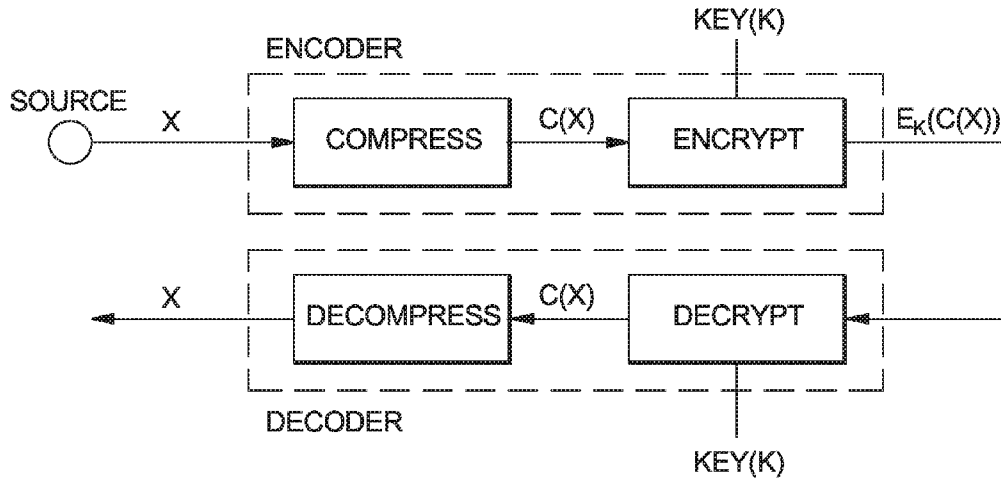 KEY(K)
ENCODER
SOURCE
X
COMPRESS
C(X)
ENCRYPT
E_K(C(X))
X
DECOMPRESS
C(X)
DECRYPT
DECODER
KEY(K)